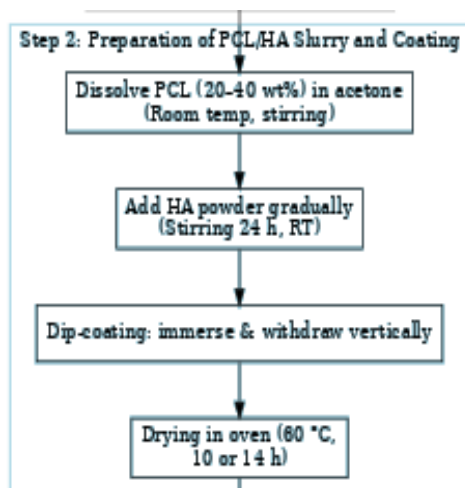 Step 2: Preparation of PCL/HA Slurry and Coating
Dissolve PCL (20-40 wt%) in acetone
(Room temp, stirring)
Add HA powder gradually
(Stirring 24 h, RT)
Dip-coating: immerse & withdraw vertically
Drying in oven (60 °C,
10 or 14 h)